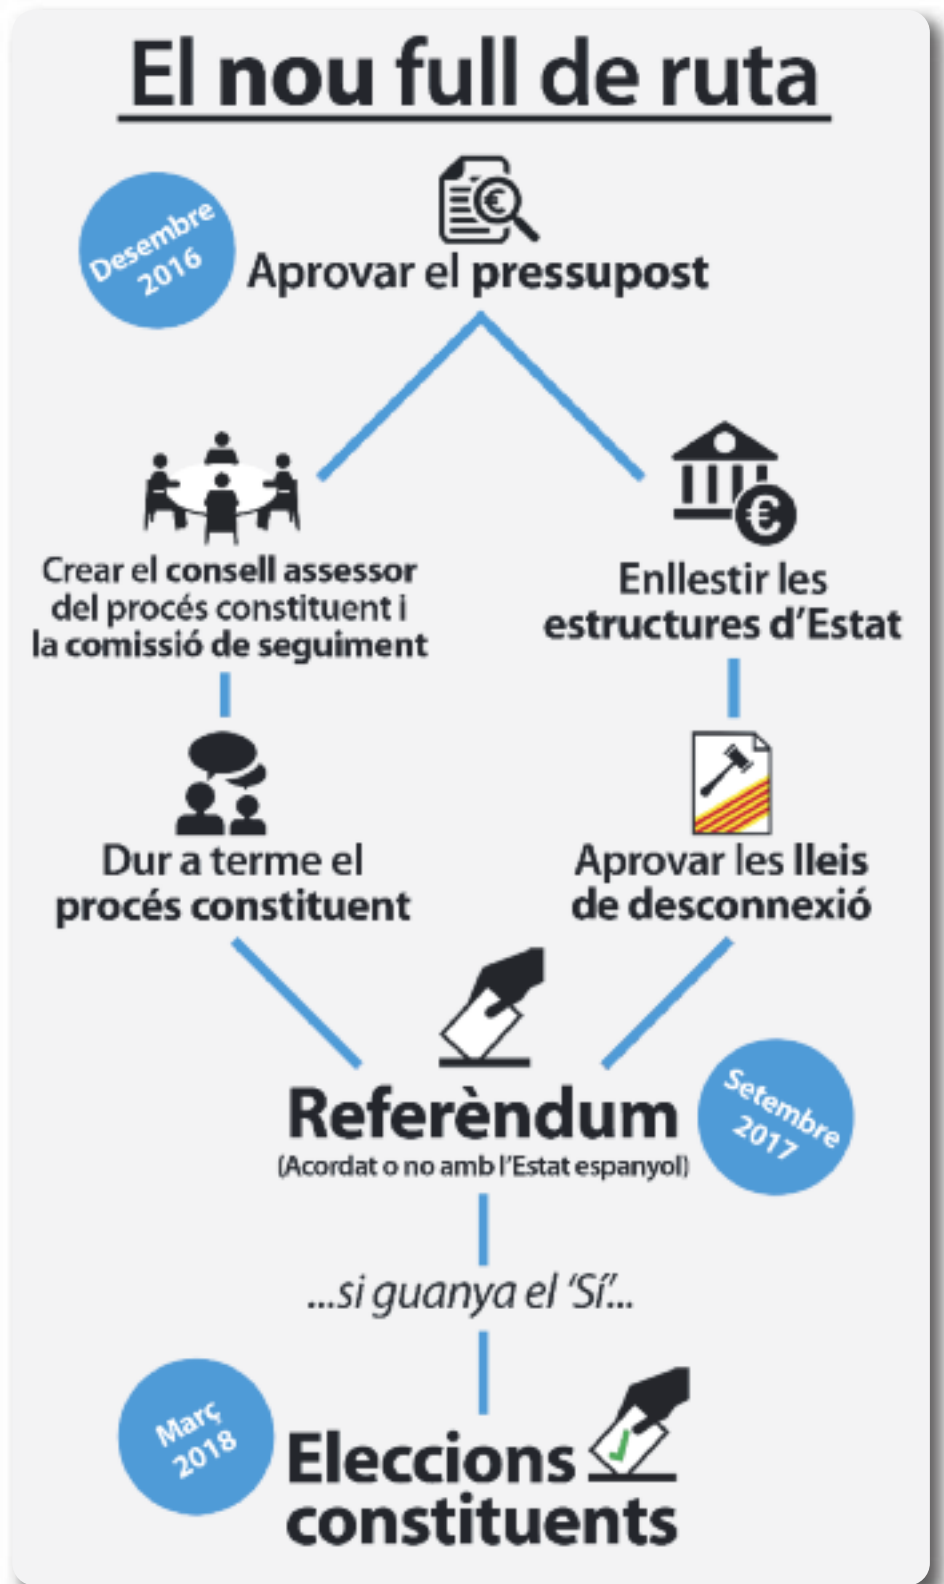 El nou full de ruta
Desembre
2016
Aprovar el pressupost
Crear el consell assessor
del procés constituent i
la comissió de seguiment
Enllestir les
estructures d'Estat
Dur a terme el
procés constituent
Aprovar les lleis
de desconnexió
Referèndum
(Acordat o no amb l'Estat espanyol)
Setembre
2017
...si guanya el 'Sí'...
Març
2018
Eleccions
constituents